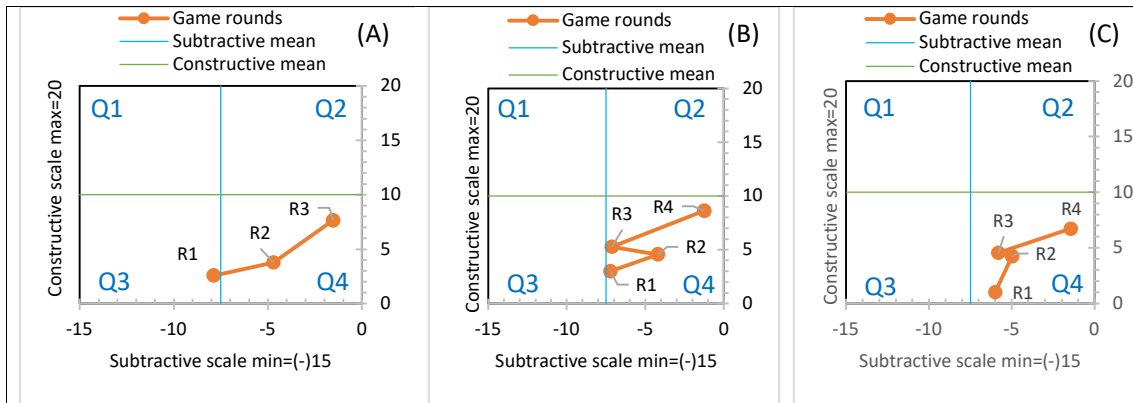 Game rounds
Subtractive mean
Constructive mean
(A)
Constructive scale max=20
Q1
Q2
Q3
Q4
R1
R2
R3
20
15
10
5
0
-15
-10
-5
0
Subtractive scale min=(-)15
Game rounds
Subtractive mean
Constructive mean
(B)
Constructive scale max=20
Q1
Q2
Q3
Q4
R3
R4
R2
R1
20
15
10
5
0
-15
-10
-5
0
Subtractive scale min=(-)15
Game rounds
Subtractive mean
Constructive mean
(C)
Constructive scale max=20
Q1
Q2
Q3
Q4
R3
R4
R2
R1
20
15
10
5
0
-15
-10
-5
0
Subtractive scale min=(-)15